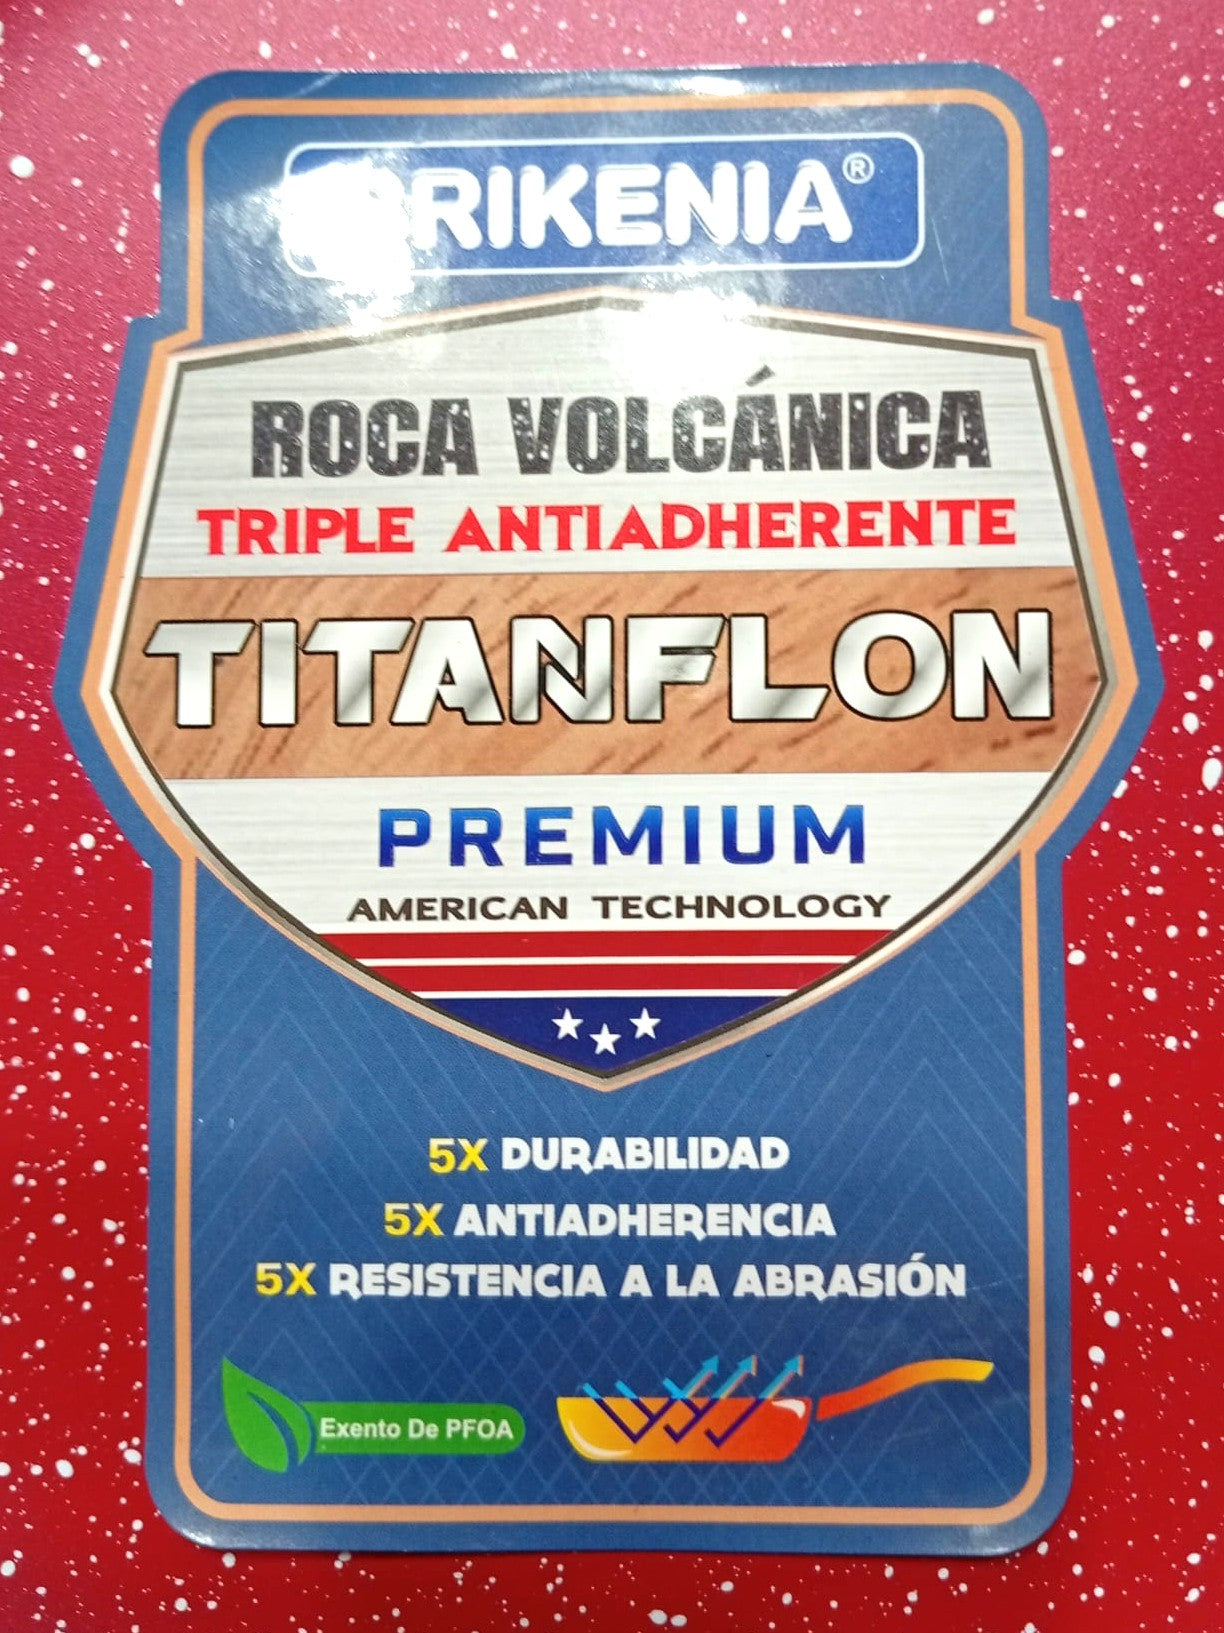 ROCA VOLCÁNICA
TRIPLE ANTIADHERENTE
TITANFLON
PREMIUM
AMERICAN TECHNOLOGY
5X DURABILIDAD
5X ANTIADHERENCIA
5X RESISTENCIA A LA ABRASIÓN
Exento De PFOA